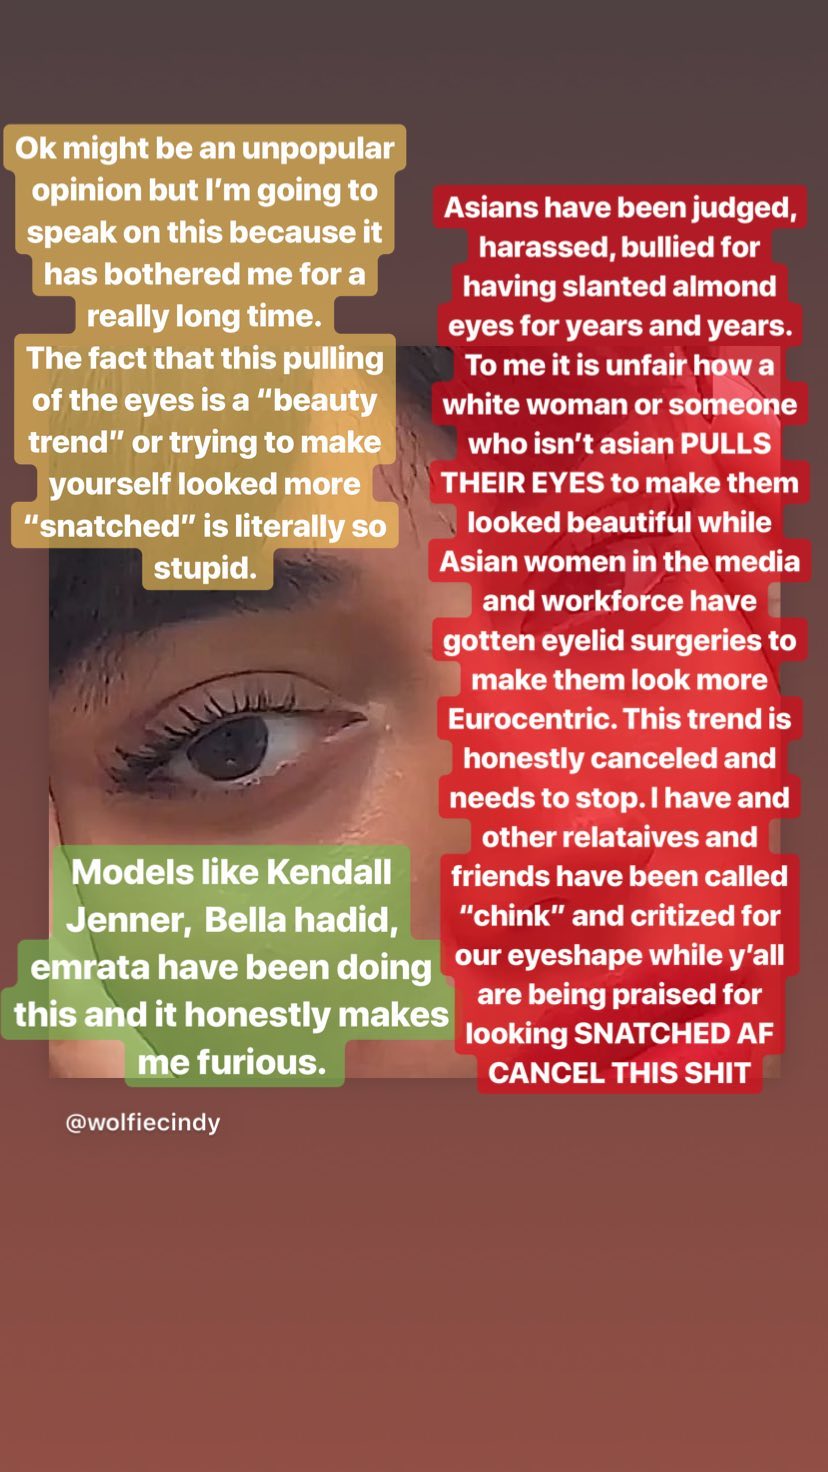 Ok might be an unpopular
opinion but I’m going to
speak on this because it
has bothered me for a
really long time.
The fact that this pulling
of the eyes is a “beauty
trend” or trying to make
yourself looked more
“snatched” is literally so
stupid.
Models like Kendall
Jenner, Bella hadid,
emrata have been doing
this and it honestly makes
me furious.
Asians have been judged,
harassed, bullied for
having slanted almond
eyes for years and years.
To me it is unfair how a
white woman or someone
who isn’t asian PULLS
THEIR EYES to make them
looked beautiful while
Asian women in the media
and workforce have
gotten eyelid surgeries to
make them look more
Eurocentric. This trend is
honestly canceled and
needs to stop. I have and
other relataives and
friends have been called
“chink” and critized for
our eyeshape while y’all
are being praised for
looking SNATCHED AF
CANCEL THIS SHIT
@wolfiecindy